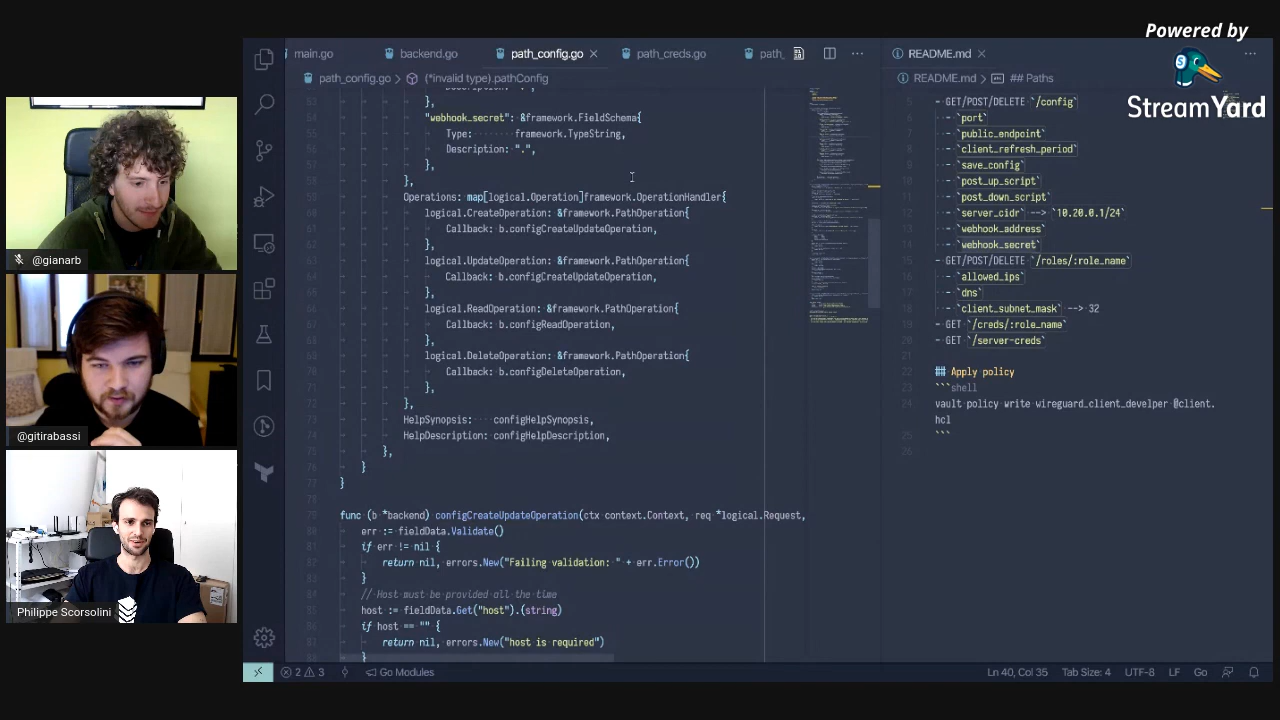 Powered by
StreamYard
@gianarb
@gitirabassi
Philippe Scorsolini
main.go
backend.go
path_config.go
path_creds.go
path_
path_config.go > (*invalid type).pathConfig
},
"webhook_secret": &framework.FieldSchema{
Type: framework.TypeString,
Description: ".",
},
},
Operations: map[logical.Operation]framework.OperationHandler{
logical.CreateOperation: &framework.PathOperation{
Callback: b.configCreateUpdateOperation,
},
logical.UpdateOperation: &framework.PathOperation{
Callback: b.configCreateUpdateOperation,
},
logical.ReadOperation: &framework.PathOperation{
Callback: b.configReadOperation,
},
logical.DeleteOperation: &framework.PathOperation{
Callback: b.configDeleteOperation,
},
},
HelpSynopsis: configHelpSynopsis,
HelpDescription: configHelpDescription,
},
}
}
func (b *backend) configCreateUpdateOperation(ctx context.Context, req *logical.Request,
err := fieldData.Validate()
if err != nil {
return nil, errors.New("Failing validation: " + err.Error())
}
// Host must be provided all the time
host := fieldData.Get("host").(string)
if host == "" {
return nil, errors.New("host is required")
}
README.md
README.md > ## Paths
- GET/POST/DELETE `/config`
- `port`
- `public_endpoint`
- `client_refresh_period`
- `save_config`
- `post_up_script`
- `postdown_script`
- `server_cidr` --> `10.20.0.1/24`
- `webhook_address`
- `webhook_secret`
- GET/POST/DELETE `/roles/:role_name`
- `allowed_ips`
- `dns`
- `client_subnet_mask` --> 32
- GET `/creds/:role_name`
- GET `/server-creds`
## Apply policy
```shell
vault policy write wireguard_client_develper @client.
hcl
```
2 3
Go Modules
Ln 40, Col 35
Tab Size: 4
UTF-8
LF
Go